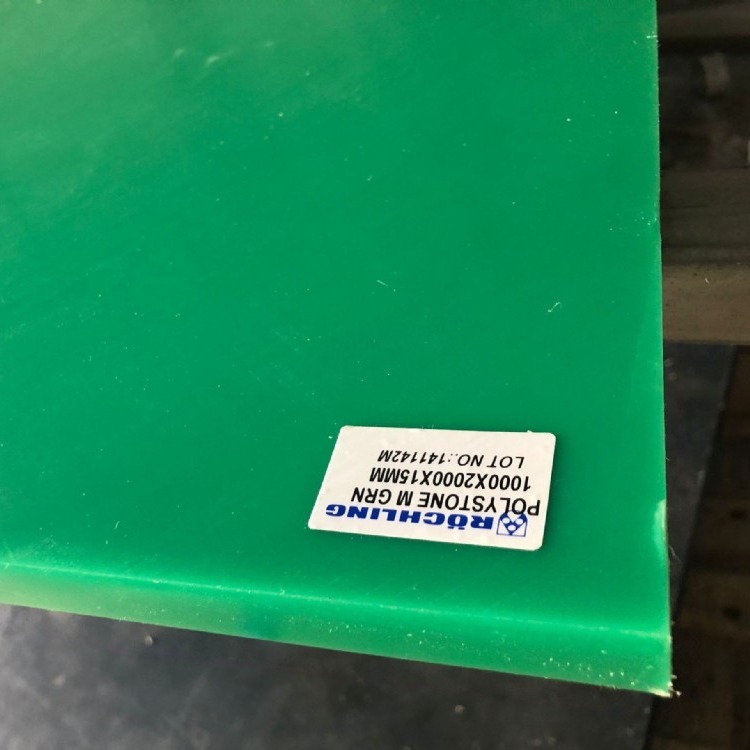 RÖCHLING
POLYSTONE M GRN
1000X2000X15MM
LOT NO.:141142M